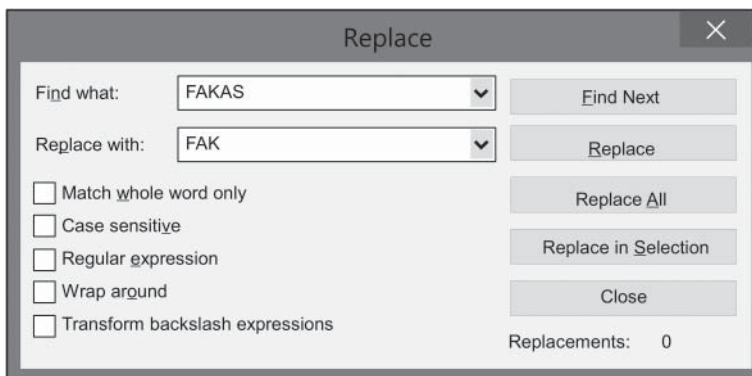 Replace
Find what: FAKAS
Find Next
Replace with: FAK
Replace
Match whole word only
Replace All
Case sensitive
Regular expression
Replace in Selection
Wrap around
Close
Transform backslash expressions
Replacements: 0